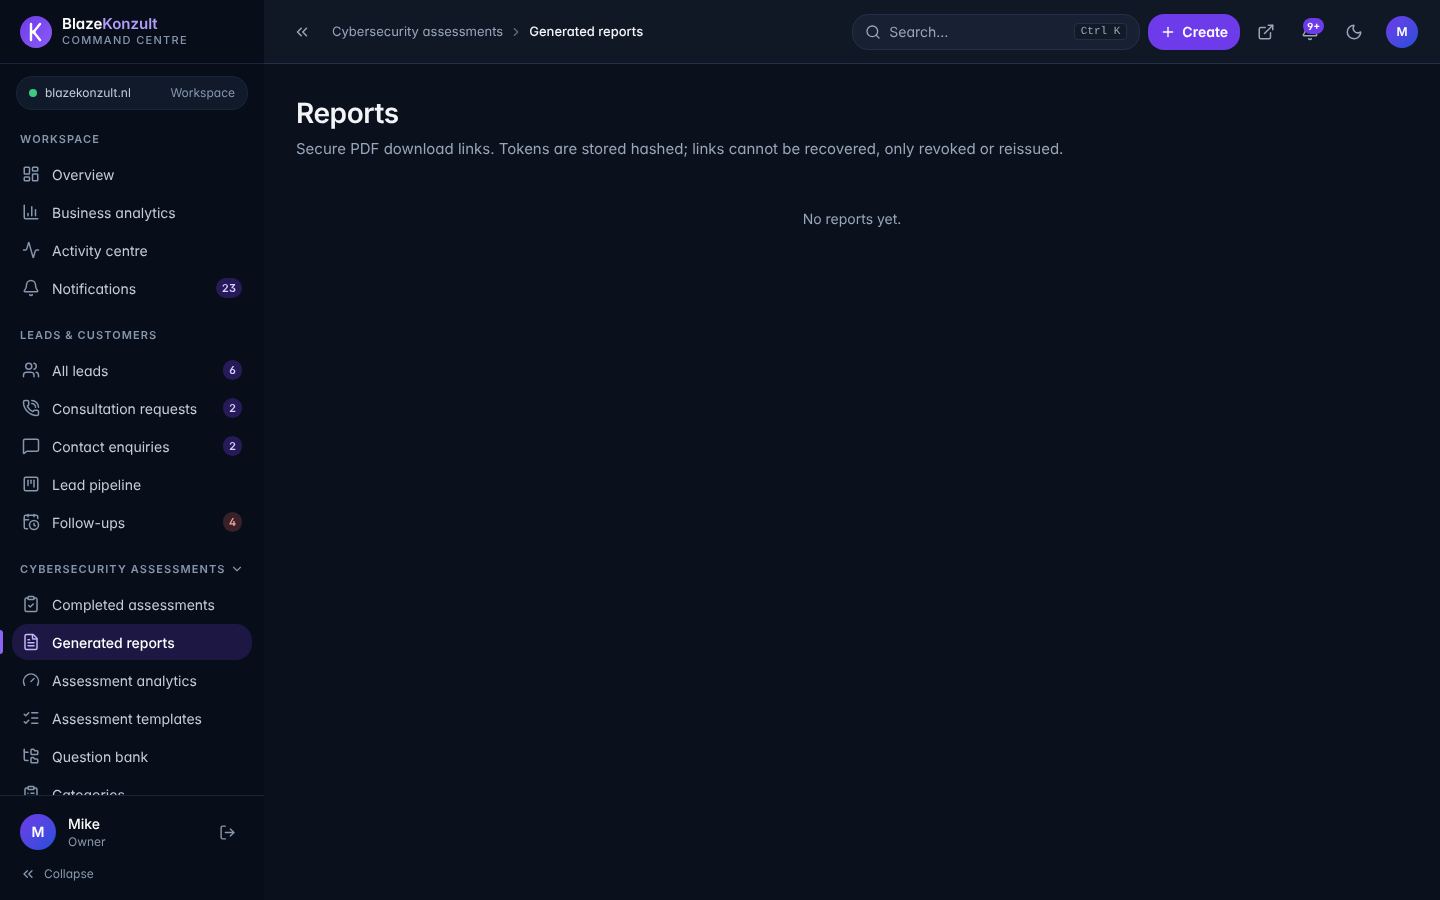 BlazeKonzult
COMMAND CENTRE
Cybersecurity assessments > Generated reports
Search...
Ctrl K
+ Create
9+
M
blazekonzult.nl
Workspace
WORKSPACE
Overview
Business analytics
Activity centre
Notifications 23
LEADS & CUSTOMERS
All leads 6
Consultation requests 2
Contact enquiries 2
Lead pipeline
Follow-ups 4
CYBERSECURITY ASSESSMENTS
Completed assessments
Generated reports
Assessment analytics
Assessment templates
Question bank
Categories
M
Mike
Owner
Collapse
Reports
Secure PDF download links. Tokens are stored hashed; links cannot be recovered, only revoked or reissued.
No reports yet.